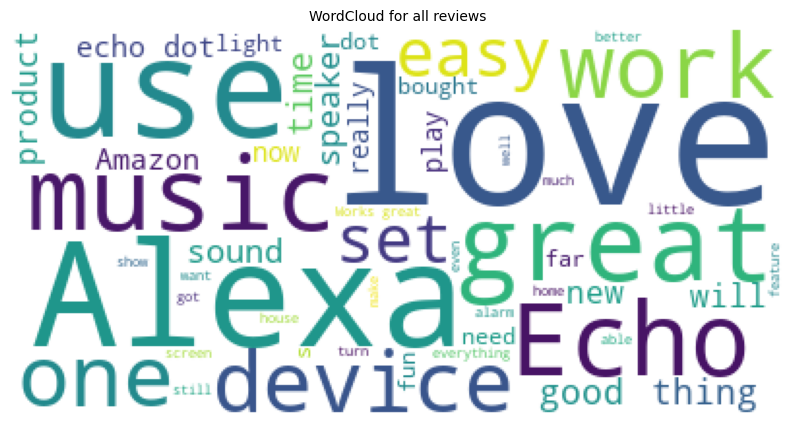 WordCloud for all reviews
product
echo dot
light
time
speaker
dot
really
easy
bought
work
better
use
Amazon
now
play
love
well
much
music
Works great
little
set
great
far
feature
sound
show
want
got
even
Alexa
make
house
home
new
will
alarm
need
Echo
able
one
screen
still
device
S
turn
fun
everything
good
thing